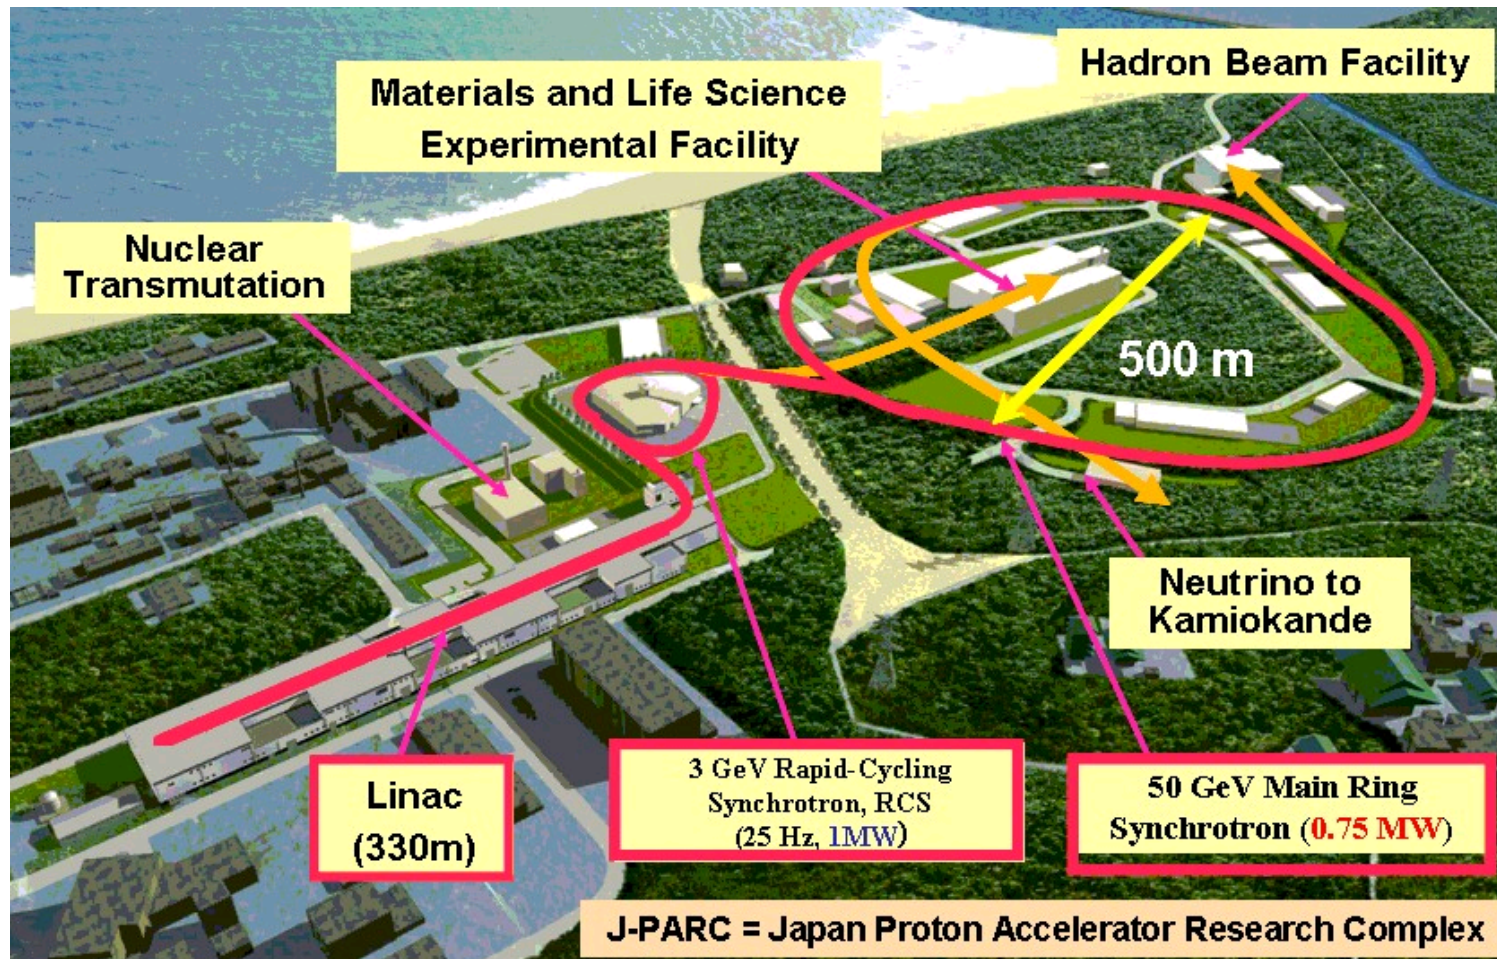 Hadron Beam Facility
Materials and Life Science
Experimental Facility
Nuclear
Transmutation
500 m
Neutrino to
Kamiokande
Linac
(330m)
3 GeV Rapid-Cycling
Synchrotron, RCS
(25 Hz, 1MW)
50 GeV Main Ring
Synchrotron (0.75 MW)
J-PARC = Japan Proton Accelerator Research Complex